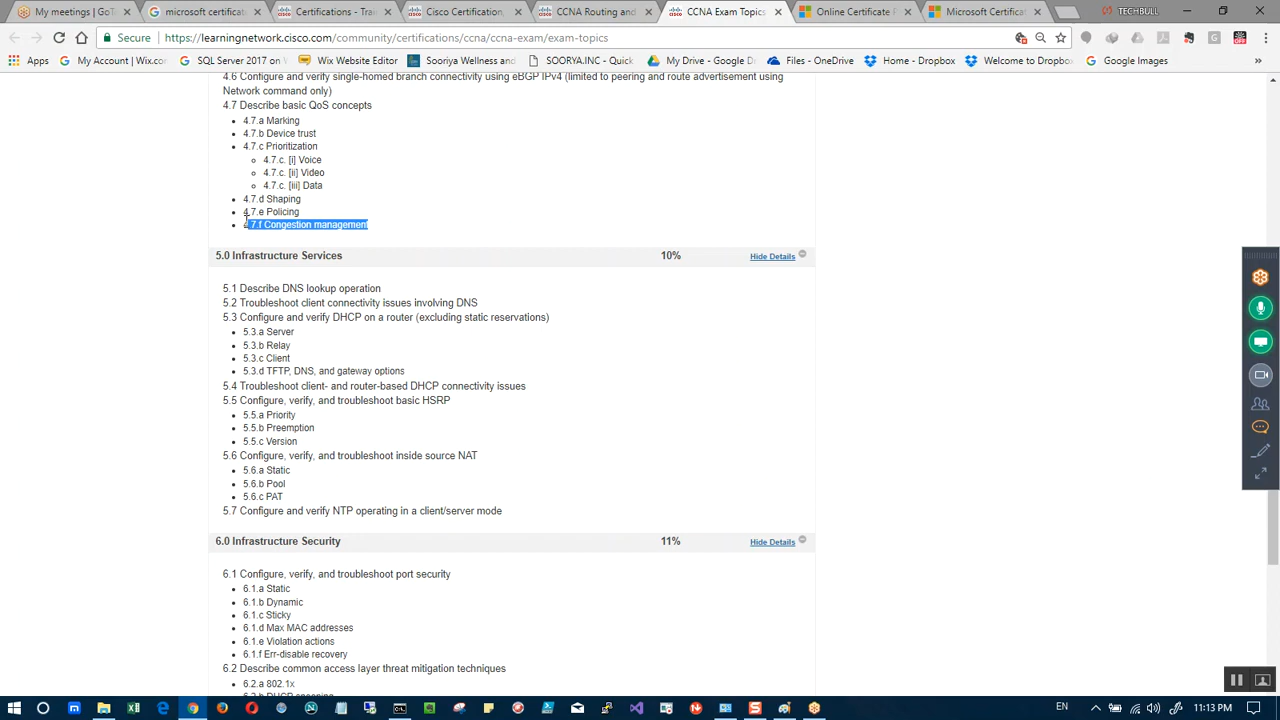 My meetings | GoT
microsoft certificat
Certifications - Trai
Cisco Certification,
CCNA Routing and
CCNA Exam Topics
Online Certificate P
Microsoft Certificat
TECHBULL
Secure
https://learningnetwork.cisco.com/community/certifications/ccna/ccna-exam/exam-topics
Apps
My Account | Wix.com
SQL Server 2017'dn
Wix Website Editor
Sooriya Wellness and
SOORYA.INC - Quick
My Google Drive
Files - OneDrive
Home - Dropbox
Dropbox
Google Images
4.6 Configure and verify single-homed branch connectivity using eBGP IPv4 (limited to peering and route advertisement using
Network command only)
4.7 Describe basic QoS concepts
4.7.a Marking
4.7.b Device trust
4.7.c Prioritization
4.7.c. [i] Voice
4.7.c. [ii] Video
4.7.c. [iii] Data
4.7.d Shaping
4.7.e Policing
4.7.f Congestion management
5.0 Infrastructure Services 10% Hide Details
5.1 Describe DNS lookup operation
5.2 Troubleshoot client connectivity issues involving DNS
5.3 Configure and verify DHCP on a router (excluding static reservations)
5.3.a Server
5.3.b Relay
5.3.c Client
5.3.d TFTP, DNS, and gateway options
5.4 Troubleshoot client- and router-based DHCP connectivity issues
5.5 Configure, verify, and troubleshoot basic HSRP
5.5.a Priority
5.5.b Preemption
5.5.c Version
5.6 Configure, verify, and troubleshoot inside source NAT
5.6.a Static
5.6.b Pool
5.6.c PAT
5.7 Configure and verify NTP operating in a client/server mode
6.0 Infrastructure Security 11% Hide Details
6.1 Configure, verify, and troubleshoot port security
6.1.a Static
6.1.b Dynamic
6.1.c Sticky
6.1.d Max MAC addresses
6.1.e Violation actions
6.1.f Err-disable recovery
6.2 Describe common access layer threat mitigation techniques
6.2.a 802.1x
6.2.b DHCP snooping
EN
11:13 PM